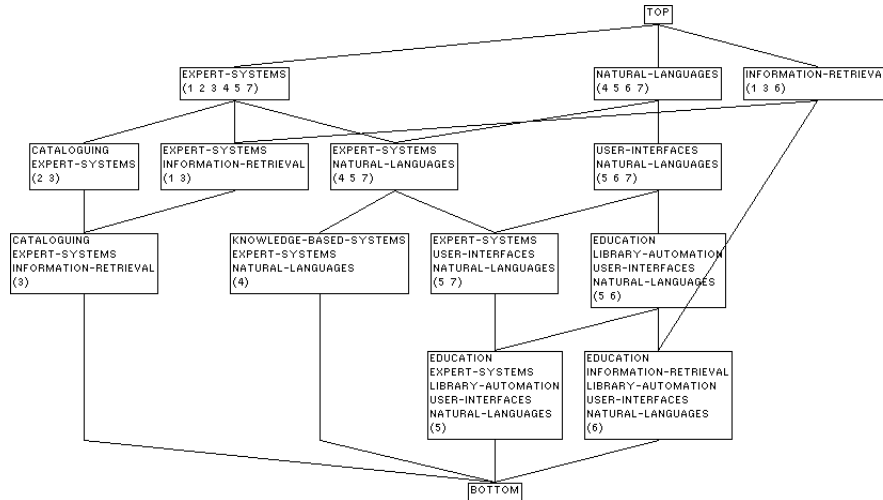 TOP
EXPERT-SYSTEMS
(1 2 3 4 5 7)
NATURAL-LANGUAGES
(4 5 6 7)
INFORMATION-RETRIEVAL
(1 3 6)
CATALOGUING
EXPERT-SYSTEMS
(2 3)
EXPERT-SYSTEMS
INFORMATION-RETRIEVAL
(1 3)
EXPERT-SYSTEMS
NATURAL-LANGUAGES
(4 5 7)
USER-INTERFACES
NATURAL-LANGUAGES
(5 6 7)
CATALOGUING
EXPERT-SYSTEMS
INFORMATION-RETRIEVAL
(3)
KNOWLEDGE-BASED-SYSTEMS
EXPERT-SYSTEMS
NATURAL-LANGUAGES
(4)
EXPERT-SYSTEMS
USER-INTERFACES
NATURAL-LANGUAGES
(5 7)
EDUCATION
LIBRARY-AUTOMATION
USER-INTERFACES
NATURAL-LANGUAGES
(5 6)
EDUCATION
EXPERT-SYSTEMS
LIBRARY-AUTOMATION
USER-INTERFACES
NATURAL-LANGUAGES
(5)
EDUCATION
INFORMATION-RETRIEVAL
LIBRARY-AUTOMATION
USER-INTERFACES
NATURAL-LANGUAGES
(6)
BOTTOM